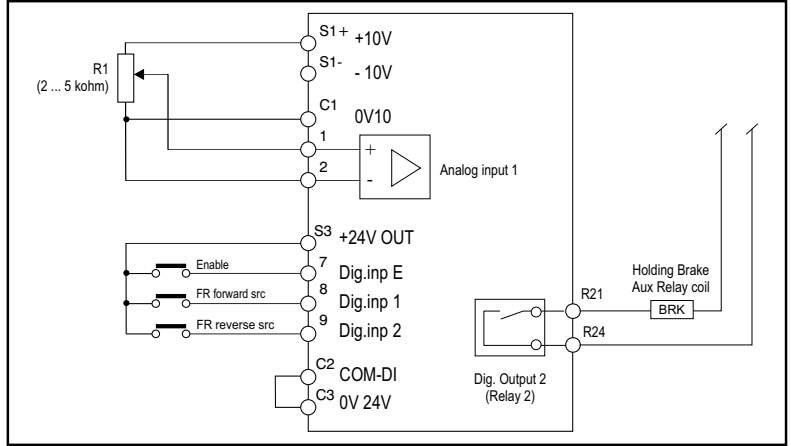 S1+ +10V
S1- - 10V
R1
(2 ... 5 kohm)
C1 0V10
1
+
2
-
Analog input 1
S3 +24V OUT
Enable 7 Dig.inp E
FR forward src 8 Dig.inp 1
FR reverse src 9 Dig.inp 2
C2 COM-DI
C3 0V 24V
R21
Holding Brake
Aux Relay coil
BRK
R24
Dig. Output 2
(Relay 2)